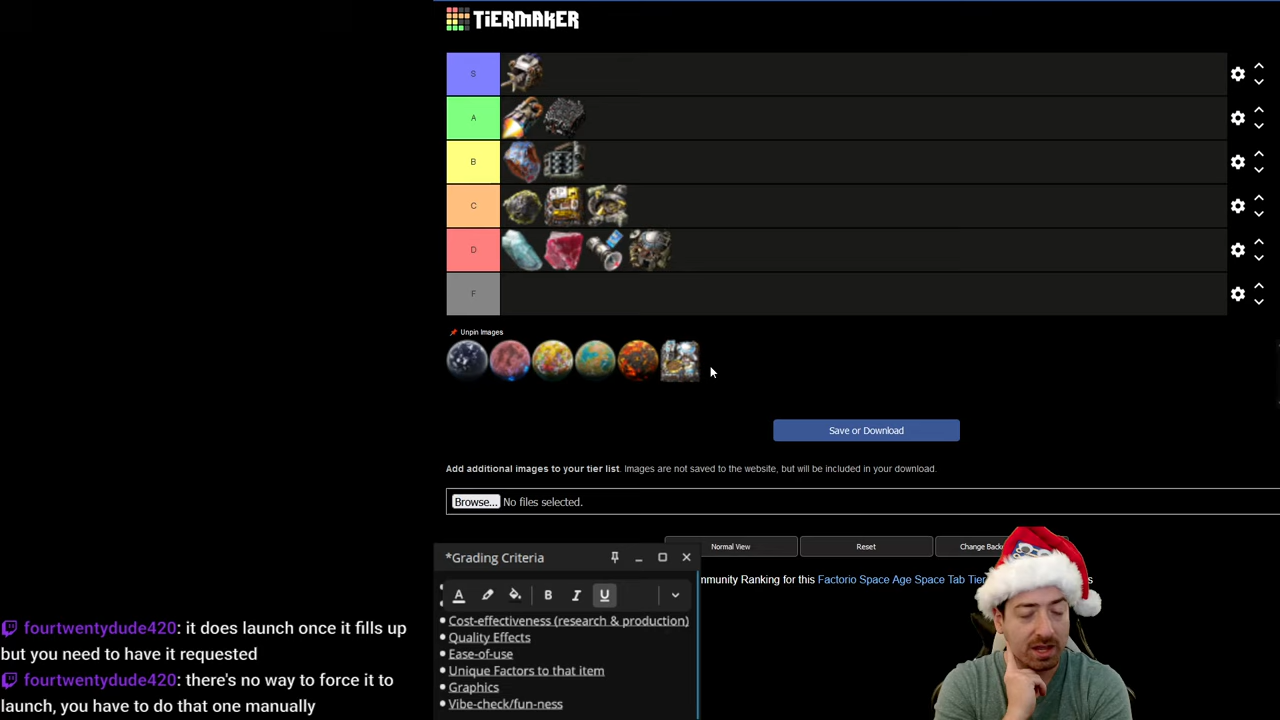 TiERMAKER
S
A
B
C
D
F
Unpin Images
Save or Download
Add additional images to your tier list. Images are not saved to the website, but will be included in your download.
Browse... No files selected.
*Grading Criteria
Normal View
Reset
Change Back
A B I U
mmunity Ranking for this Factorio Space Age Space Tab Tier
Cost-effectiveness (research & production)
Quality Effects
Ease-of-use
Unique Factors to that item
Graphics
Vibe-check/fun-ness
fourtwentydude420: it does launch once it fills up
but you need to have it requested
fourtwentydude420: there's no way to force it to
launch, you have to do that one manually